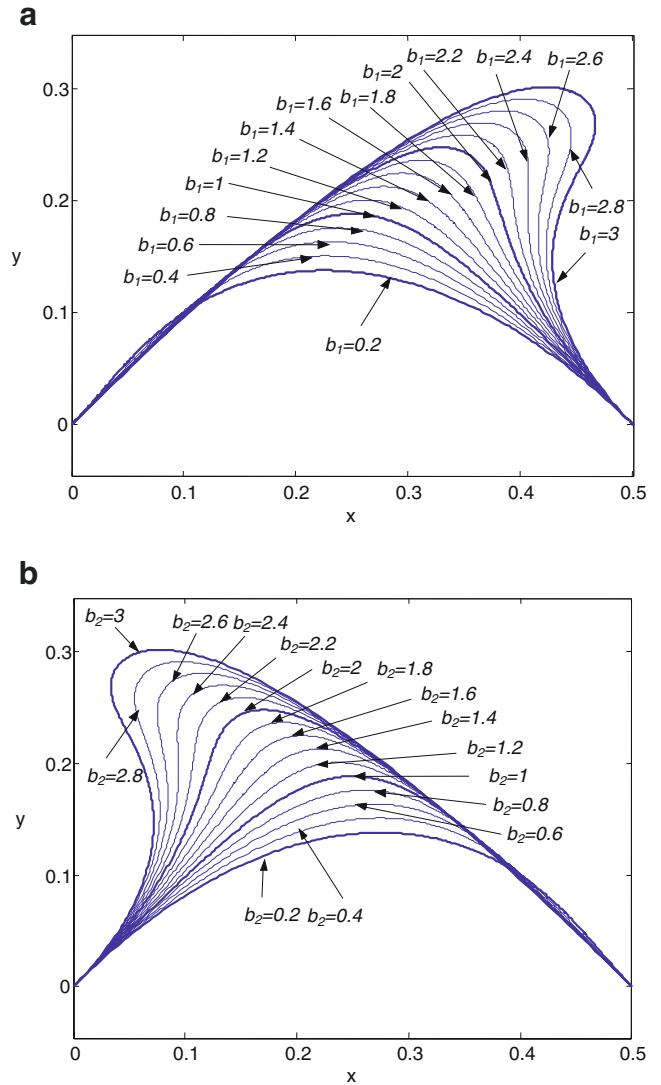 a
0.3
0.2
0.1
0
y
b₁=2.2
b₁=2.4
b₁=2.6
b₁=2
b₁=1.8
b₁=1.6
b₁=1.4
b₁=1.2
b₁=1
b₁=0.8
b₁=0.6
b₁=0.4
b₁=2.8
b₁=3
b₁=0.2
0 0.1 0.2 0.3 0.4 0.5
x
b
0.3
0.2
0.1
0
y
b₂=3
b₂=2.6
b₂=2.4
b₂=2.2
b₂=2
b₂=1.8
b₂=1.6
b₂=1.4
b₂=1.2
b₂=1
b₂=0.8
b₂=0.6
b₂=2.8
b₂=0.2 b₂=0.4
0 0.1 0.2 0.3 0.4 0.5
x